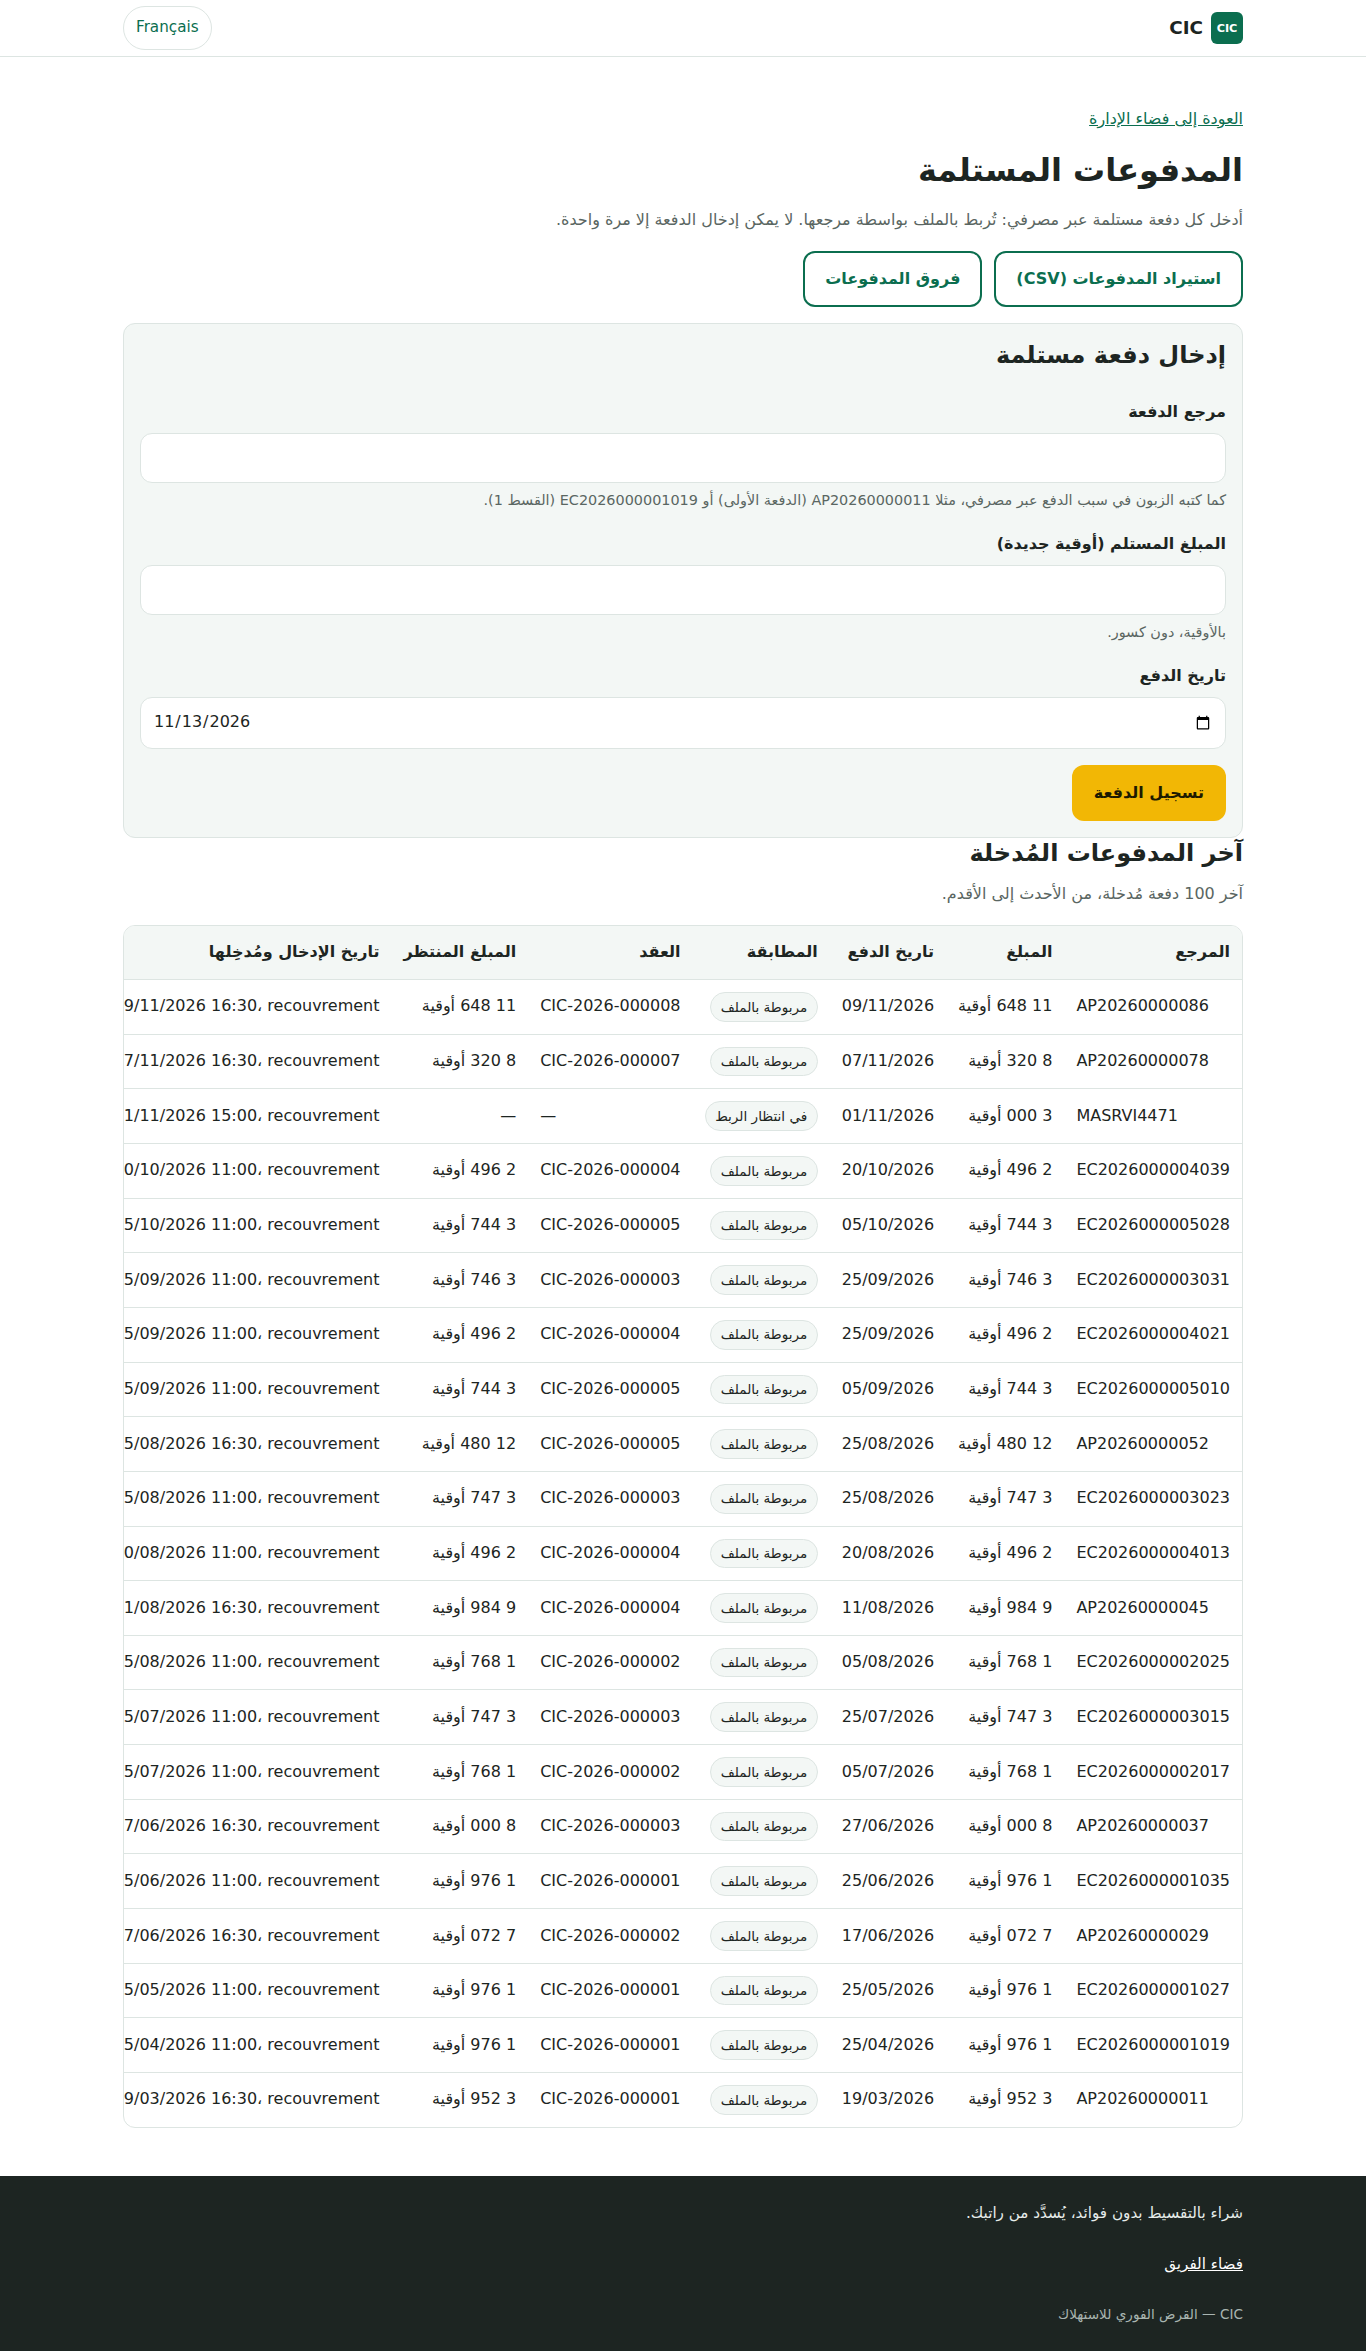 CIC CIC
Français
العودة إلى فضاء الإدارة
المدفوعات المستلمة
أدخل كل دفعة مستلمة عبر مصرفي: تُربط بالملف بواسطة مرجعها. لا يمكن إدخال الدفعة إلا مرة واحدة.
استيراد المدفوعات (CSV)
فروق المدفوعات
إدخال دفعة مستلمة
مرجع الدفعة
كما كتبه الزبون في سبب الدفع عبر مصرفي، مثلا AP20260000011 (الدفعة الأولى) أو EC2026000001019 (القسط 1).
المبلغ المستلم (أوقية جديدة)
بالأوقية، دون كسور.
تاريخ الدفع
11/13/2026
تسجيل الدفعة
آخر المدفوعات المُدخلة
آخر 100 دفعة مُدخلة، من الأحدث إلى الأقدم.
المرجع المبلغ تاريخ الدفع المطابقة العقد المبلغ المنتظر تاريخ الإدخال ومُدخِلها
AP20260000086 11 648 أوقية 09/11/2026 مربوطة بالملف CIC-2026-000008 11 648 أوقية 9/11/2026 16:30، recouvrement
AP20260000078 8 320 أوقية 07/11/2026 مربوطة بالملف CIC-2026-000007 8 320 أوقية 7/11/2026 16:30، recouvrement
MASRVI4471 3 000 أوقية 01/11/2026 في انتظار الربط — — 1/11/2026 15:00، recouvrement
EC2026000004039 2 496 أوقية 20/10/2026 مربوطة بالملف CIC-2026-000004 2 496 أوقية 0/10/2026 11:00، recouvrement
EC2026000005028 3 744 أوقية 05/10/2026 مربوطة بالملف CIC-2026-000005 3 744 أوقية 5/10/2026 11:00، recouvrement
EC2026000003031 3 746 أوقية 25/09/2026 مربوطة بالملف CIC-2026-000003 3 746 أوقية 5/09/2026 11:00، recouvrement
EC2026000004021 2 496 أوقية 25/09/2026 مربوطة بالملف CIC-2026-000004 2 496 أوقية 5/09/2026 11:00، recouvrement
EC2026000005010 3 744 أوقية 05/09/2026 مربوطة بالملف CIC-2026-000005 3 744 أوقية 5/09/2026 11:00، recouvrement
AP20260000052 12 480 أوقية 25/08/2026 مربوطة بالملف CIC-2026-000005 12 480 أوقية 5/08/2026 16:30، recouvrement
EC2026000003023 3 747 أوقية 25/08/2026 مربوطة بالملف CIC-2026-000003 3 747 أوقية 5/08/2026 11:00، recouvrement
EC2026000004013 2 496 أوقية 20/08/2026 مربوطة بالملف CIC-2026-000004 2 496 أوقية 0/08/2026 11:00، recouvrement
AP20260000045 9 984 أوقية 11/08/2026 مربوطة بالملف CIC-2026-000004 9 984 أوقية 1/08/2026 16:30، recouvrement
EC2026000002025 1 768 أوقية 05/08/2026 مربوطة بالملف CIC-2026-000002 1 768 أوقية 5/08/2026 11:00، recouvrement
EC2026000003015 3 747 أوقية 25/07/2026 مربوطة بالملف CIC-2026-000003 3 747 أوقية 5/07/2026 11:00، recouvrement
EC2026000002017 1 768 أوقية 05/07/2026 مربوطة بالملف CIC-2026-000002 1 768 أوقية 5/07/2026 11:00، recouvrement
AP20260000037 8 000 أوقية 27/06/2026 مربوطة بالملف CIC-2026-000003 8 000 أوقية 7/06/2026 16:30، recouvrement
EC2026000001035 1 976 أوقية 25/06/2026 مربوطة بالملف CIC-2026-000001 1 976 أوقية 5/06/2026 11:00، recouvrement
AP20260000029 7 072 أوقية 17/06/2026 مربوطة بالملف CIC-2026-000002 7 072 أوقية 7/06/2026 16:30، recouvrement
EC2026000001027 1 976 أوقية 25/05/2026 مربوطة بالملف CIC-2026-000001 1 976 أوقية 5/05/2026 11:00، recouvrement
EC2026000001019 1 976 أوقية 25/04/2026 مربوطة بالملف CIC-2026-000001 1 976 أوقية 5/04/2026 11:00، recouvrement
AP20260000011 3 952 أوقية 19/03/2026 مربوطة بالملف CIC-2026-000001 3 952 أوقية 9/03/2026 16:30، recouvrement
شراء بالتقسيط بدون فوائد، يُسدَّد من راتبك.
فضاء الفريق
CIC — القرض الفوري للاستهلاك